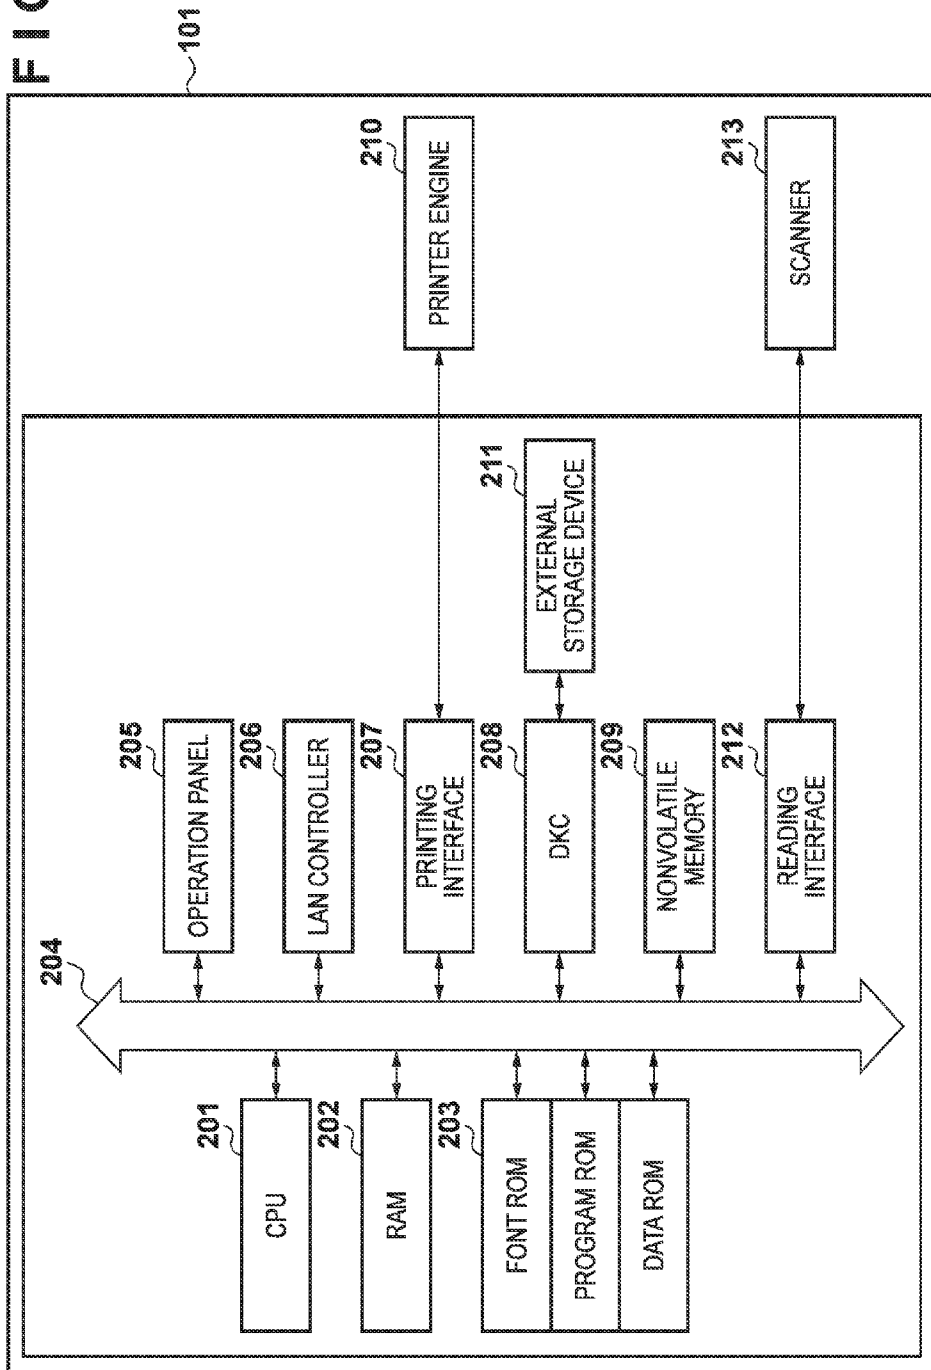 FIG
101
204
201
CPU
202
RAM
203
FONT ROM
PROGRAM ROM
DATA ROM
205
OPERATION PANEL
206
LAN CONTROLLER
207
PRINTING
INTERFACE
208
DKC
209
NONVOLATILE
MEMORY
212
READING
INTERFACE
211
EXTERNAL
STORAGE DEVICE
210
PRINTER ENGINE
213
SCANNER